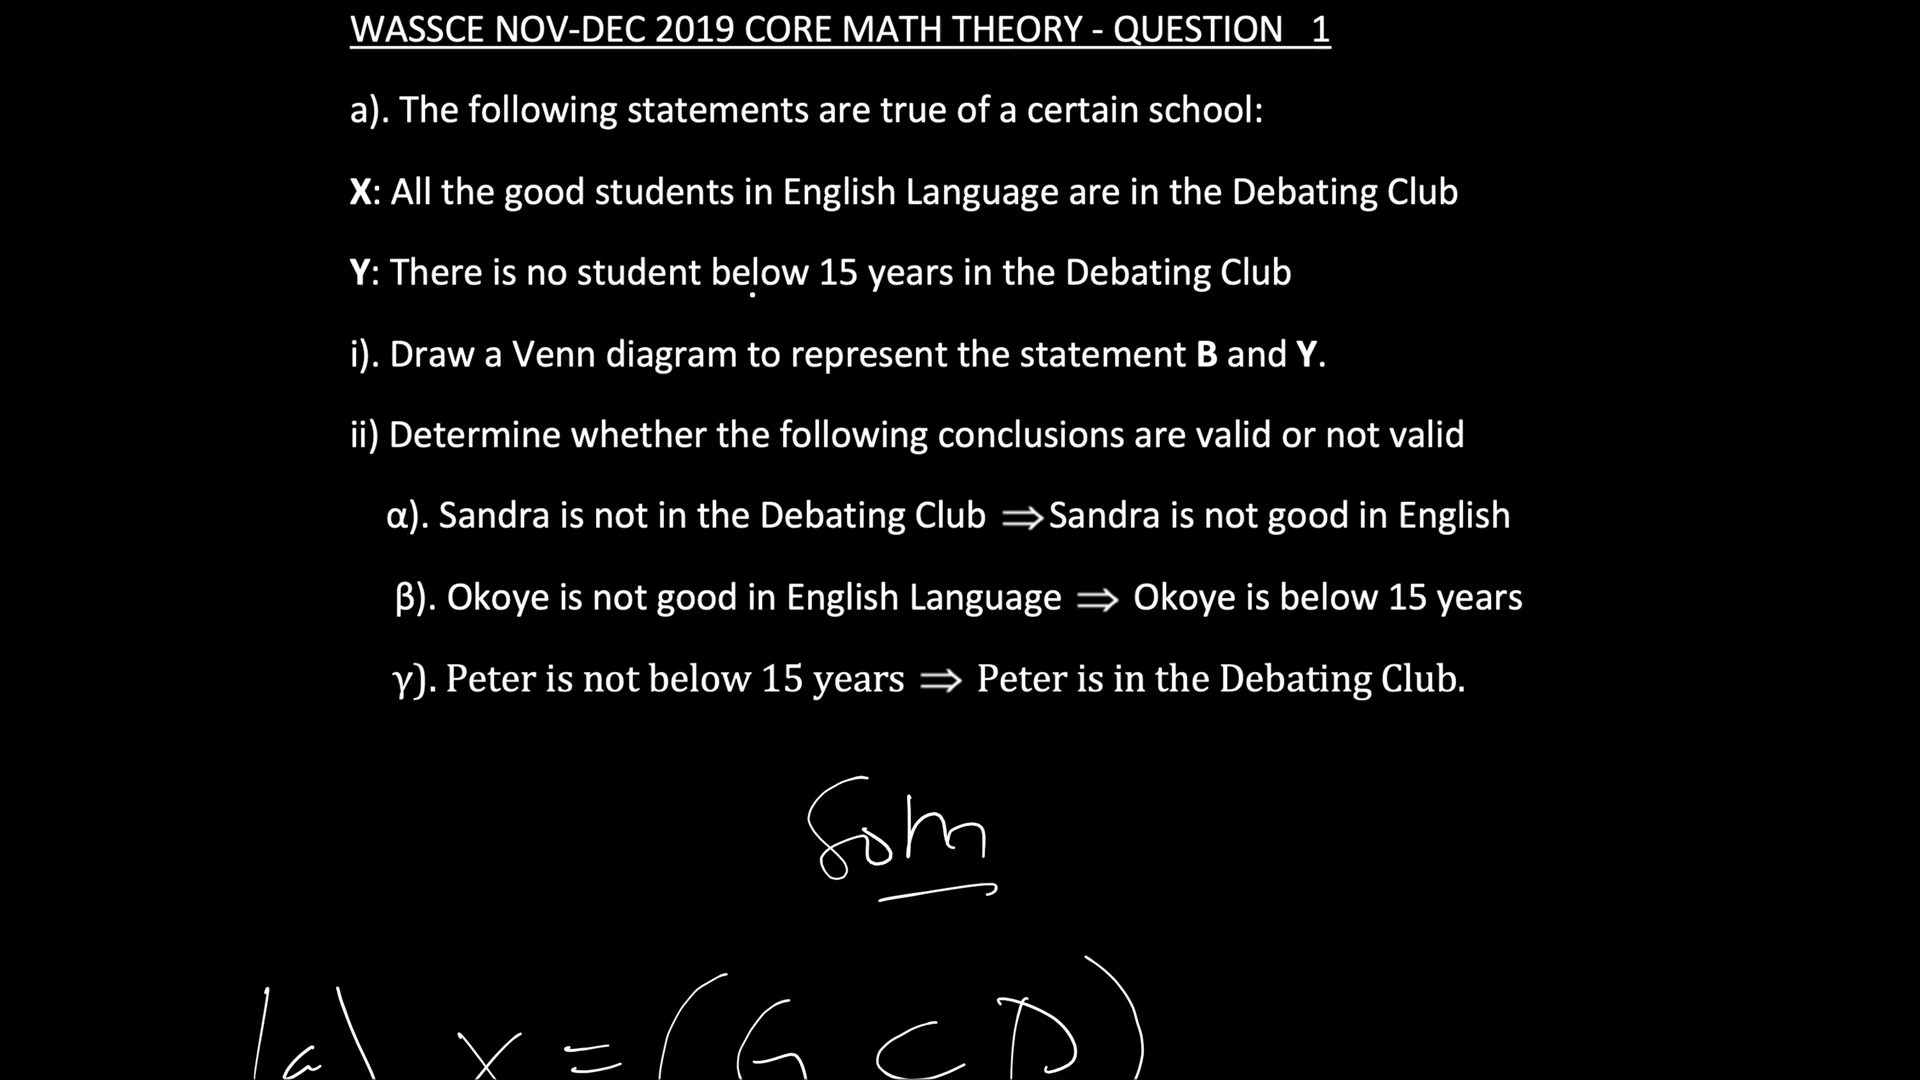 WASSCE NOV-DEC 2019 CORE MATH THEORY - QUESTION 1
a). The following statements are true of a certain school:
X: All the good students in English Language are in the Debating Club
Y: There is no student below 15 years in the Debating Club
i). Draw a Venn diagram to represent the statement B and Y.
ii) Determine whether the following conclusions are valid or not valid
α). Sandra is not in the Debating Club ⇒ Sandra is not good in English
β). Okoye is not good in English Language ⇒ Okoye is below 15 years
γ). Peter is not below 15 years ⇒ Peter is in the Debating Club.
Soln
(a) X = (G ⊂ D)